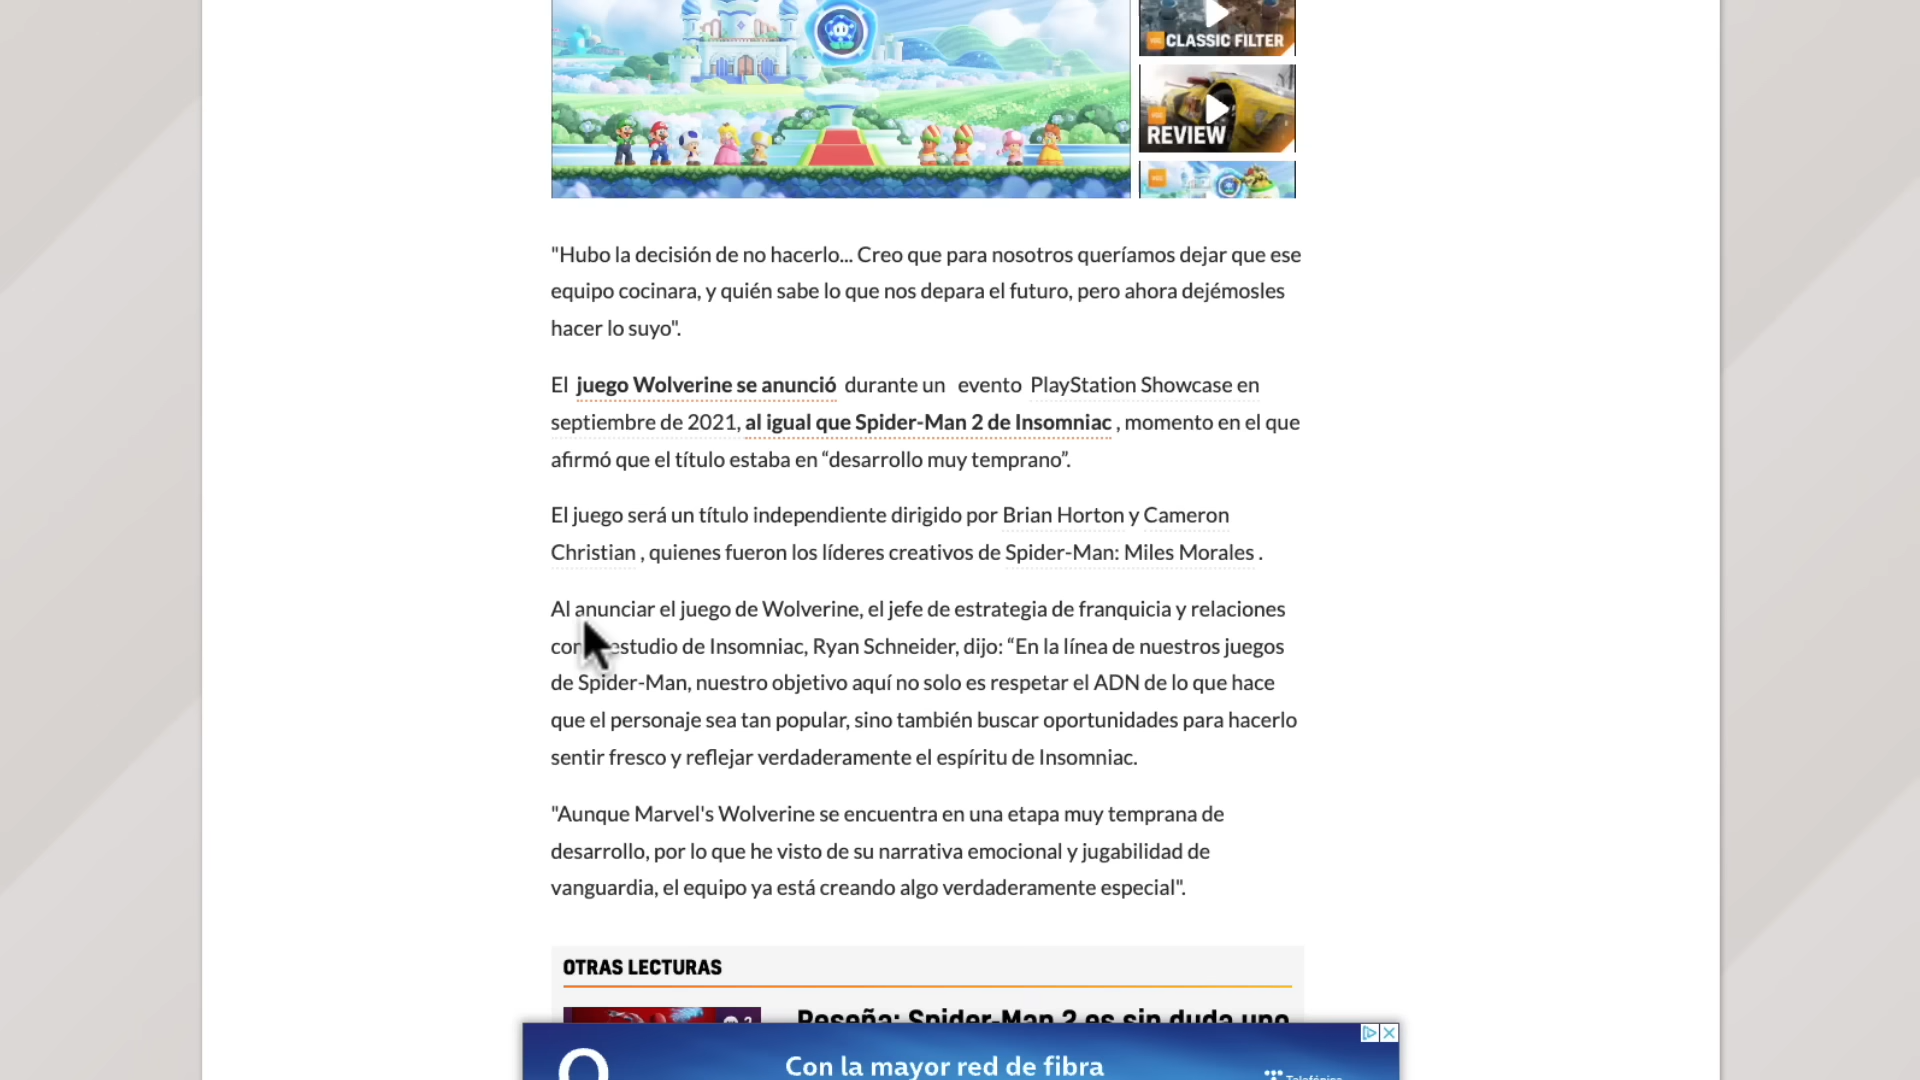 CLASSIC FILTER
REVIEW
"Hubo la decisión de no hacerlo... Creo que para nosotros queríamos dejar que ese
equipo cocinara, y quién sabe lo que nos depara el futuro, pero ahora dejémosles
hacer lo suyo".
El juego Wolverine se anunció durante un evento PlayStation Showcase en
septiembre de 2021, al igual que Spider-Man 2 de Insomniac , momento en el que
afirmó que el título estaba en “desarrollo muy temprano”.
El juego será un título independiente dirigido por Brian Horton y Cameron
Christian , quienes fueron los líderes creativos de Spider-Man: Miles Morales .
Al anunciar el juego de Wolverine, el jefe de estrategia de franquicia y relaciones
estudio de Insomniac, Ryan Schneider, dijo: “En la línea de nuestros juegos
de Spider-Man, nuestro objetivo aquí no solo es respetar el ADN de lo que hace
que el personaje sea tan popular, sino también buscar oportunidades para hacerlo
sentir fresco y reflejar verdaderamente el espíritu de Insomniac.
"Aunque Marvel's Wolverine se encuentra en una etapa muy temprana de
desarrollo, por lo que he visto de su narrativa emocional y jugabilidad de
vanguardia, el equipo ya está creando algo verdaderamente especial".
OTRAS LECTURAS
Reseña: Spider-Man 2 es sin duda uno
Con la mayor red de fibra
Telefónica